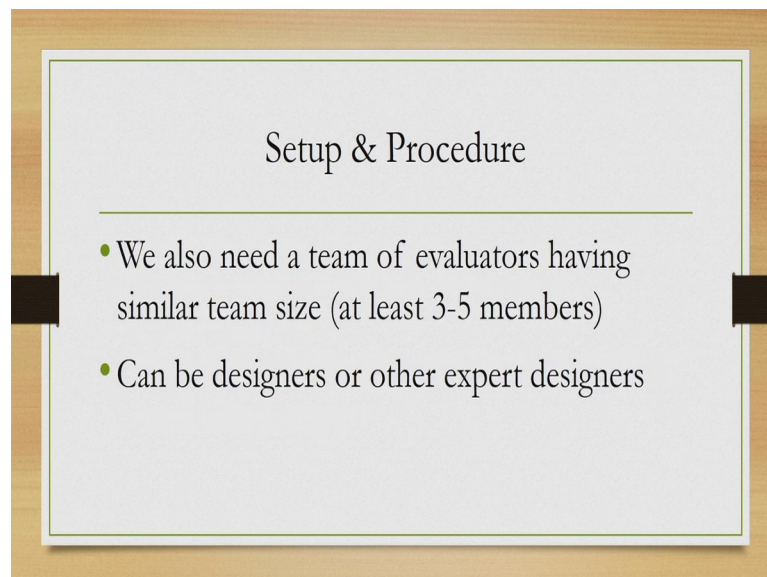 Setup & Procedure
• We also need a team of evaluators having
similar team size (at least 3-5 members)
• Can be designers or other expert designers